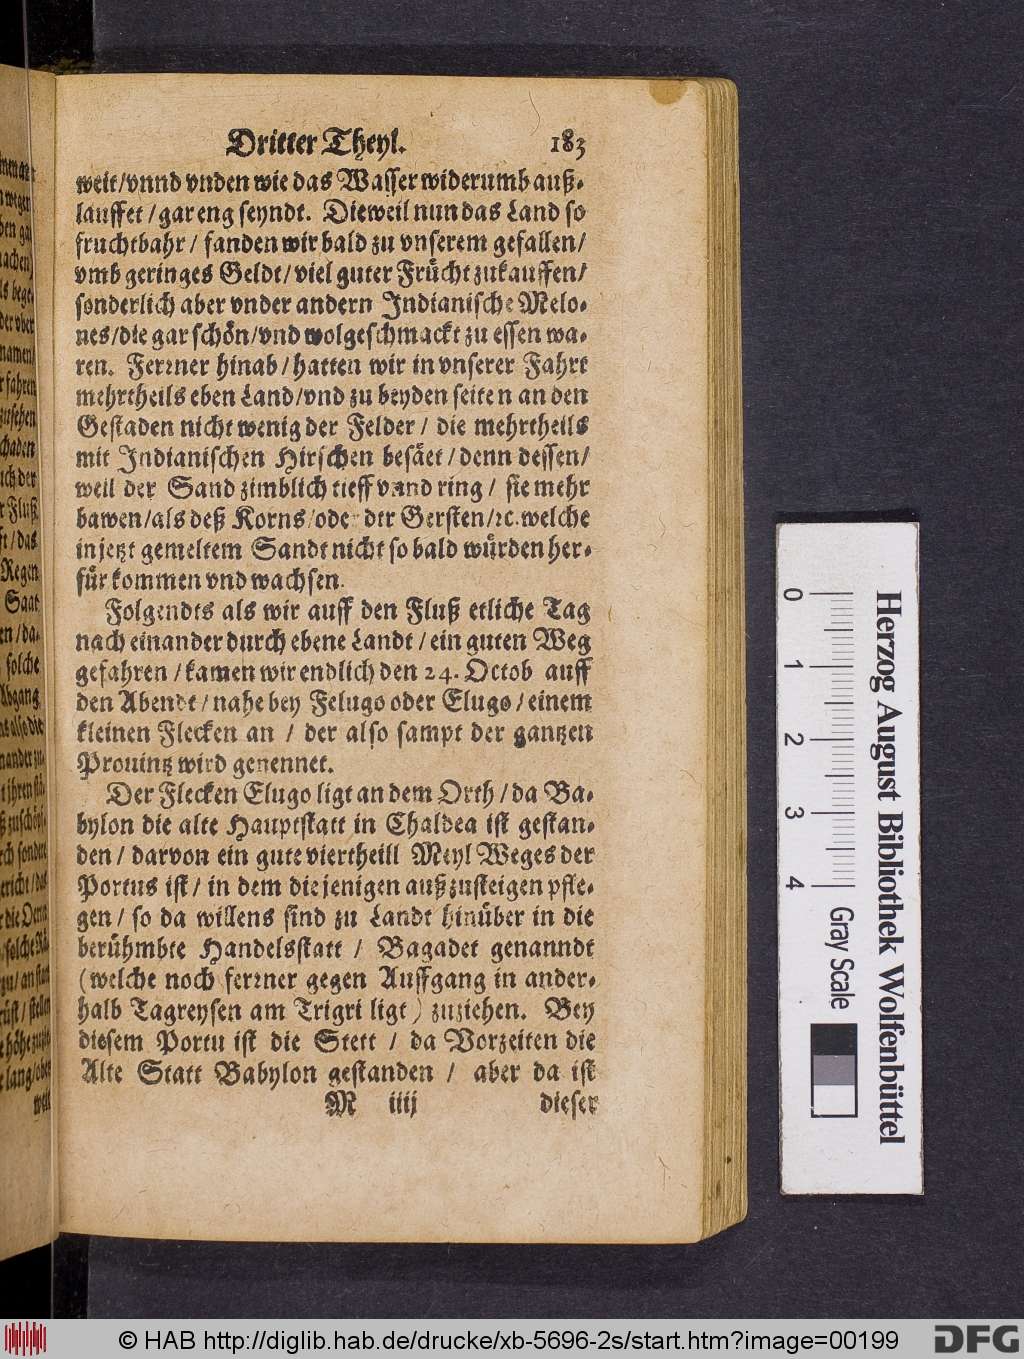 Dritter Theyl. 183
weit/vnnd vnden wie das Wasser widerumb auß-
lauffet / gar eng seyndt. Dieweil nun das Land so
fruchtbahr / fanden wir bald zu vnserem gefallen/
vmb geringes Geldt/ viel guter Frücht zukauffen/
sonderlich aber vnder andern Indianische Melo-
nes/die gar schön/vnd wolgeschmackt zu essen wa-
ren. Ferrner hinab / hatten wir in vnserer Fahrt
mehrtheils eben Land/vnd zu beyden seiten an den
Gestaden nicht wenig der Felder / die mehrtheils
mit Indianischen Hirschen besäet / denn dessen/
weil der Sand zimblich tieff vnnd ring / sie mehr
bawen/als deß Korns/oder der Gersten/ꝛc. welche
in jetzt gemeltem Sandt nicht so bald würden her-
für kommen vnd wachsen.
Folgendts als wir auff den Fluß etliche Tag
nach einander durch ebene Landt / ein guten Weg
gefahren / kamen wir endlich den 24. Octob auff
den Abendt / nahe bey Felugo oder Elugo / einem
kleinen Flecken an / der also sampt der gantzen
Prouintz wird genennet.
Der Flecken Elugo ligt an dem Orth / da Ba-
bylon die alte Hauptstatt in Chaldea ist gestan-
den / darvon ein gute viertheill Meyl Weges der
Portus ist / in dem die jenigen außzusteigen pfle-
gen / so da willens sind zu Landt hinüber in die
berühmbte Handelsstatt / Bagadet genanndt
(welche noch ferrner gegen Auffgang in ander-
halb Tagreysen am Trigri ligt) zuziehen. Bey
diesem Portu ist die Stett / da Vorzeiten die
Alte Statt Babylon gestanden / aber da ist
M iiij dieser
0 1 2 3 4 Gray Scale
Herzog August Bibliothek Wolfenbüttel
© HAB http://diglib.hab.de/drucke/xb-5696-2s/start.htm?image=00199
DFG